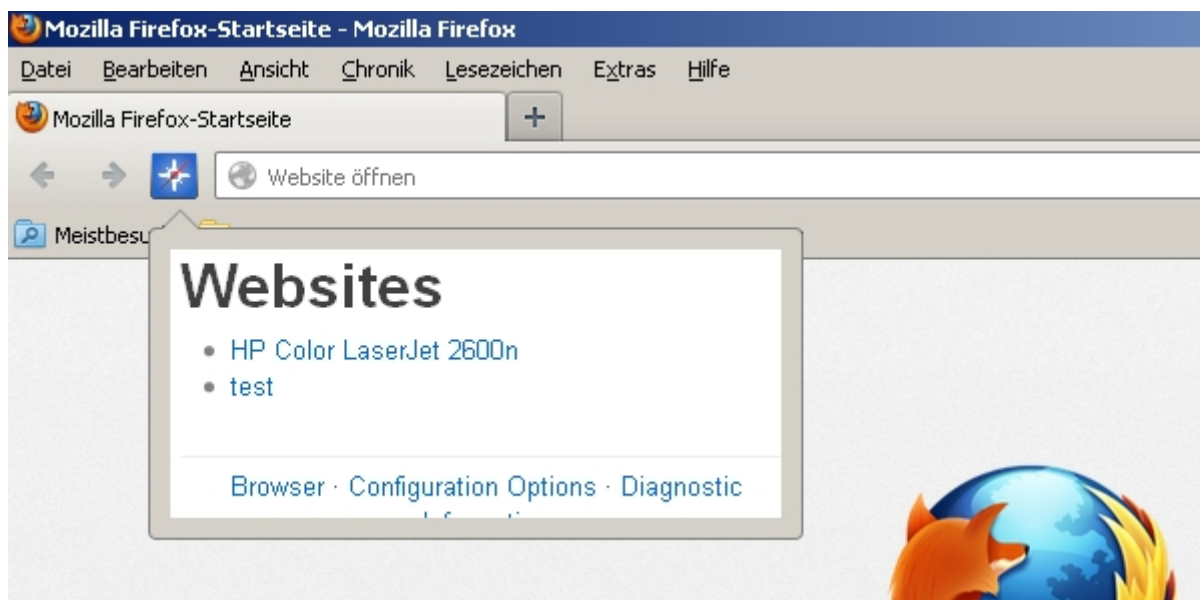 Mozilla Firefox-Startseite - Mozilla Firefox
Datei Bearbeiten Ansicht Chronik Lesezeichen Extras Hilfe
Mozilla Firefox-Startseite +
Website öffnen
Meistbesu
Websites
• HP Color LaserJet 2600n
• test
Browser · Configuration Options · Diagnostic